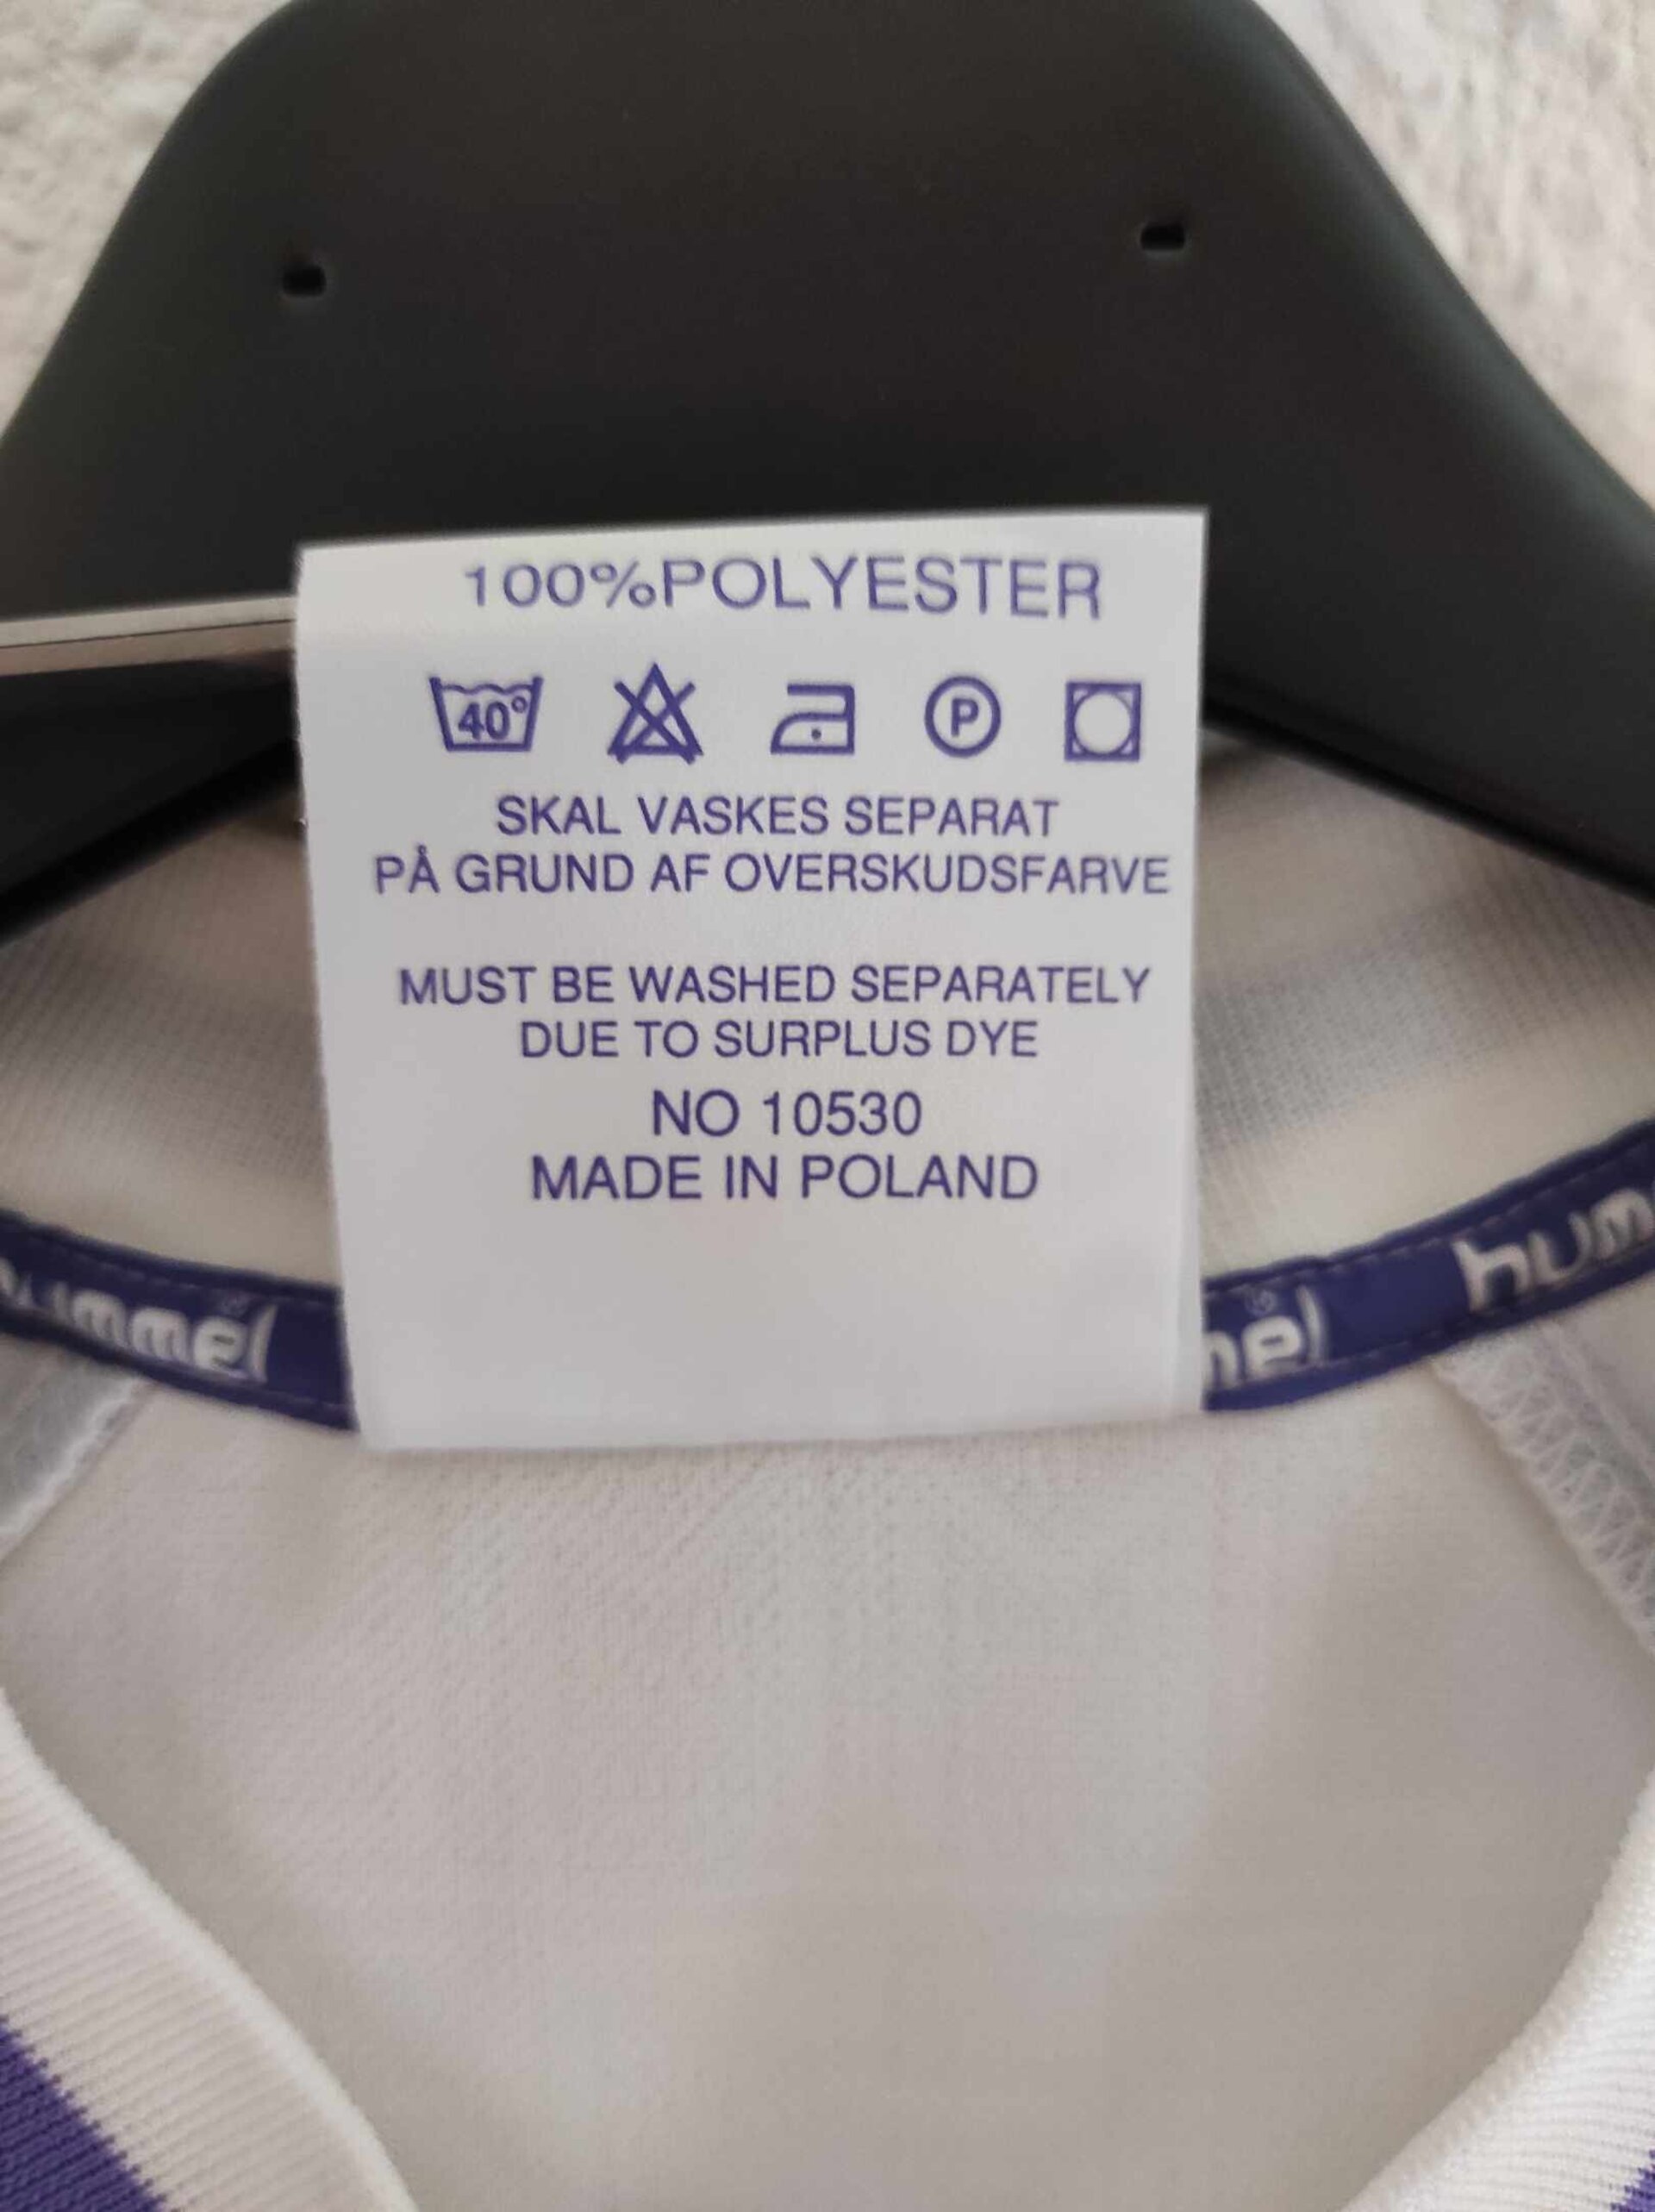 100%POLYESTER
40°
P
SKAL VASKES SEPARAT
PÅ GRUND AF OVERSKUDSFARVE
MUST BE WASHED SEPARATELY
DUE TO SURPLUS DYE
NO 10530
MADE IN POLAND
hummel